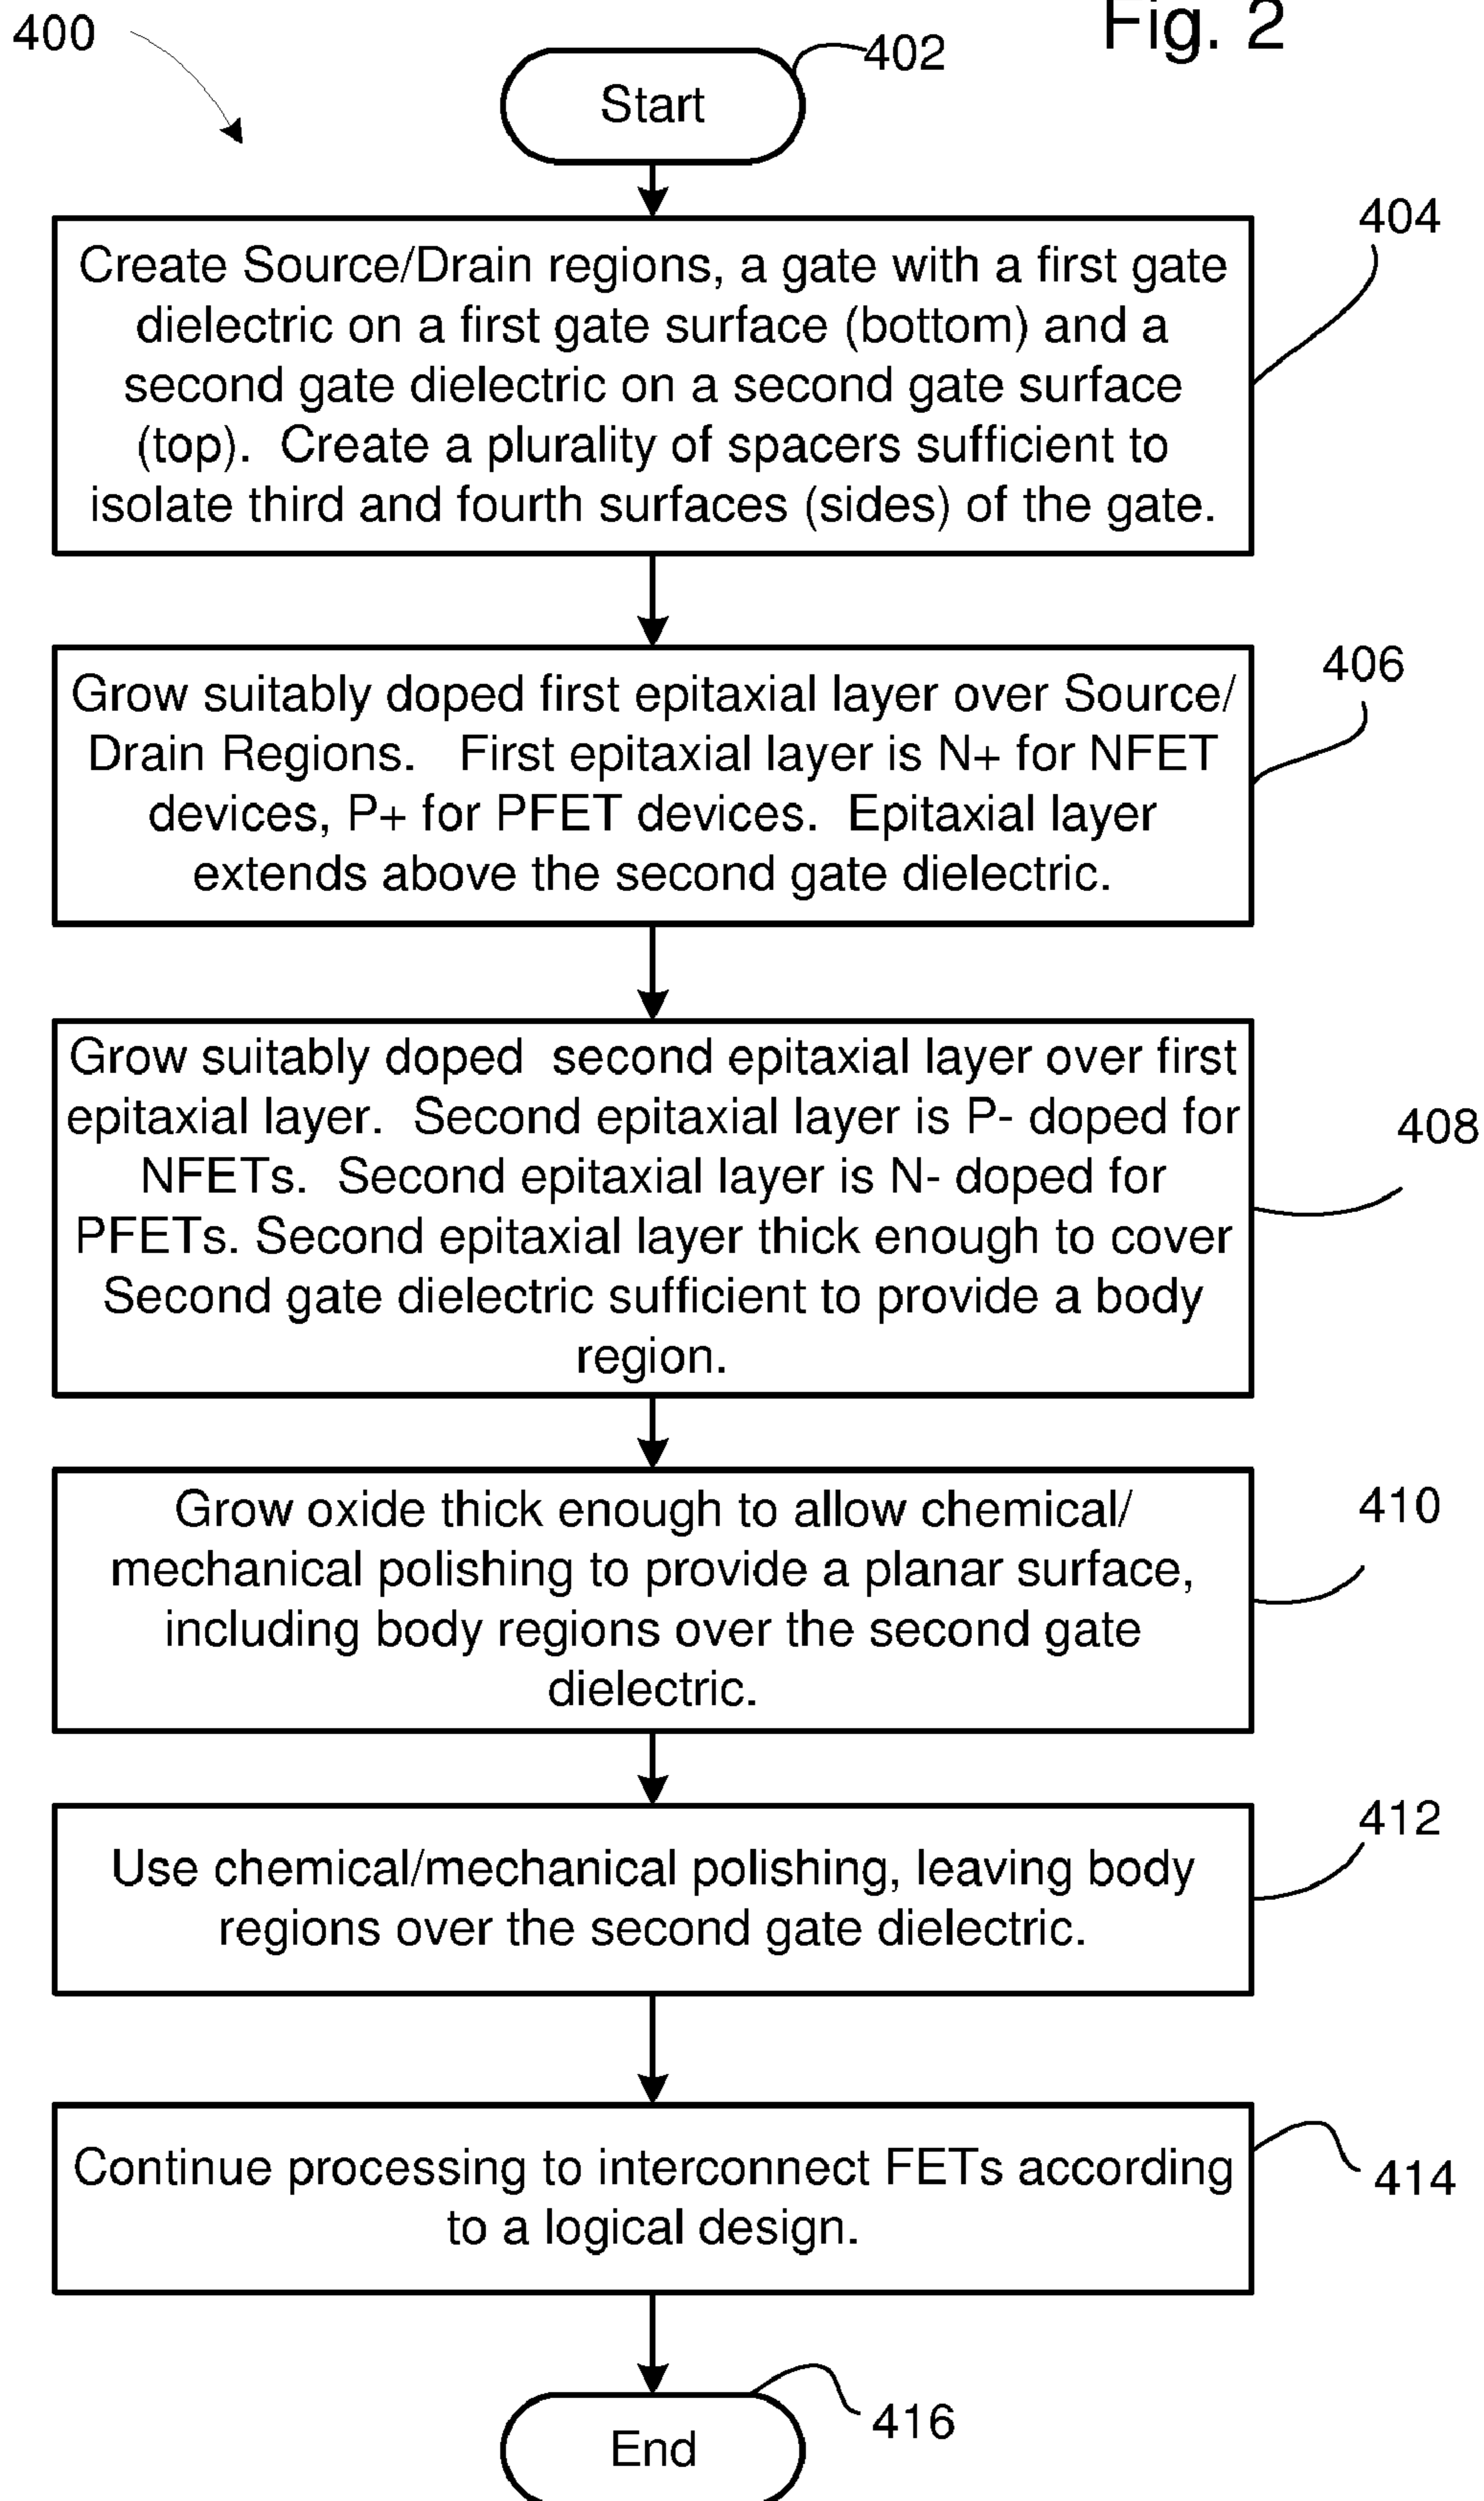 400
Fig. 2
402
Start
404
Create Source/Drain regions, a gate with a first gate
dielectric on a first gate surface (bottom) and a
second gate dielectric on a second gate surface
(top). Create a plurality of spacers sufficient to
isolate third and fourth surfaces (sides) of the gate.
406
Grow suitably doped first epitaxial layer over Source/
Drain Regions. First epitaxial layer is N+ for NFET
devices, P+ for PFET devices. Epitaxial layer
extends above the second gate dielectric.
408
Grow suitably doped second epitaxial layer over first
epitaxial layer. Second epitaxial layer is P- doped for
NFETs. Second epitaxial layer is N- doped for
PFETs. Second epitaxial layer thick enough to cover
Second gate dielectric sufficient to provide a body
region.
410
Grow oxide thick enough to allow chemical/
mechanical polishing to provide a planar surface,
including body regions over the second gate
dielectric.
412
Use chemical/mechanical polishing, leaving body
regions over the second gate dielectric.
414
Continue processing to interconnect FETs according
to a logical design.
416
End